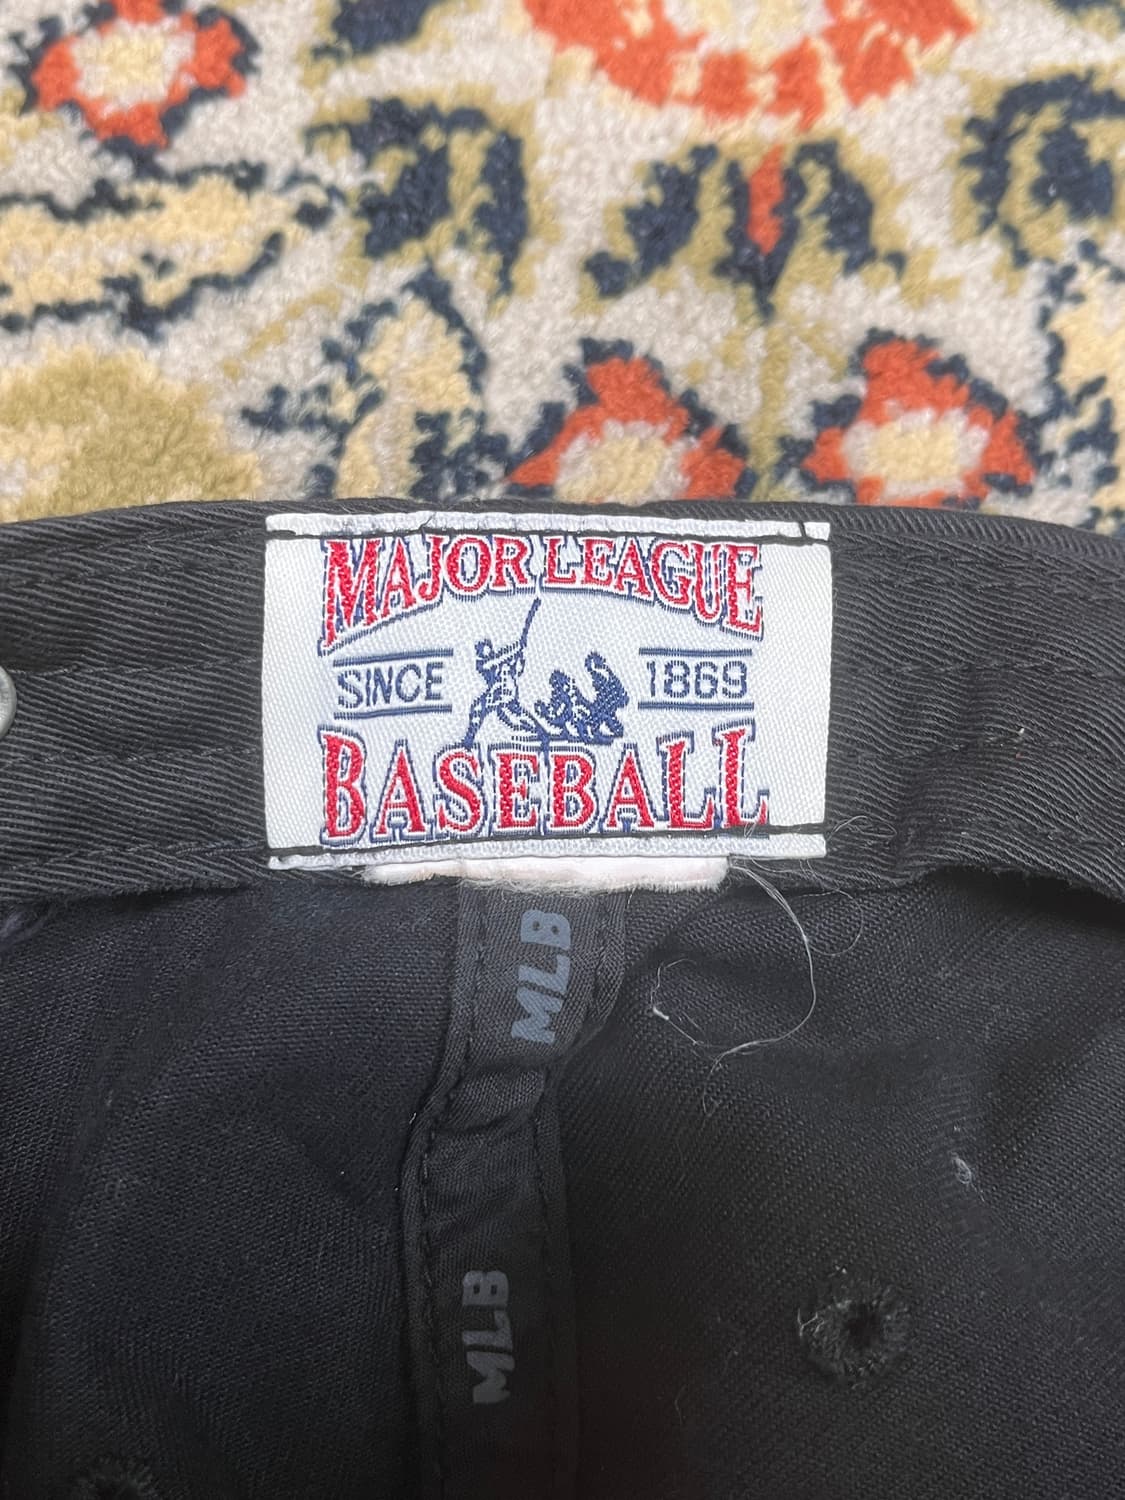 MAJOR LEAGUE
SINCE 1869
BASEBALL
MLB
MLB